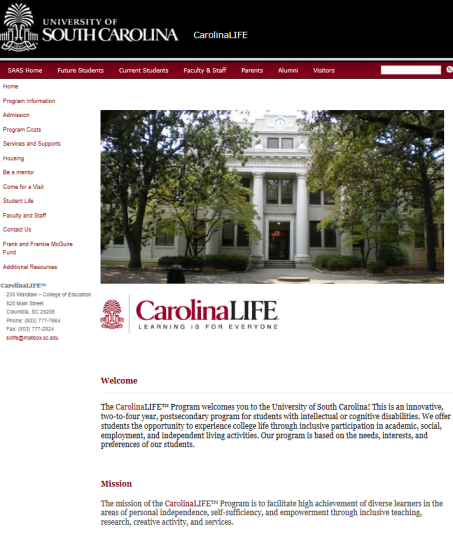 UNIVERSITY OF
SOUTH CAROLINA
CarolinaLIFE
SAAS Home Future Students Current Students Faculty & Staff Parents Alumni Visitors
Home
Program Information
Admission
Program Costs
Services and Supports
Housing
Be a mentor
Come for a Visit
Student Life
Faculty and Staff
Contact Us
Frank and Frankie McGuire
Fund
Additional Resources
CarolinaLIFE™
235 Wardlaw – College of Education
820 Main Street
Columbia, SC 29208
Phone: (803) 777-7664
Fax: (803) 777-2824
sclife@mailbox.sc.edu
CarolinaLIFE
LEARNING IS FOR EVERYONE
Welcome
The CarolinaLIFE™ Program welcomes you to the University of South Carolina! This is an innovative,
two-to-four year, postsecondary program for students with intellectual or cognitive disabilities. We offer
students the opportunity to experience college life through inclusive participation in academic, social,
employment, and independent living activities. Our program is based on the needs, interests, and
preferences of our students.
Mission
The mission of the CarolinaLIFE™ Program is to facilitate high achievement of diverse learners in the
areas of personal independence, self-sufficiency, and empowerment through inclusive teaching,
research, creative activity, and services.